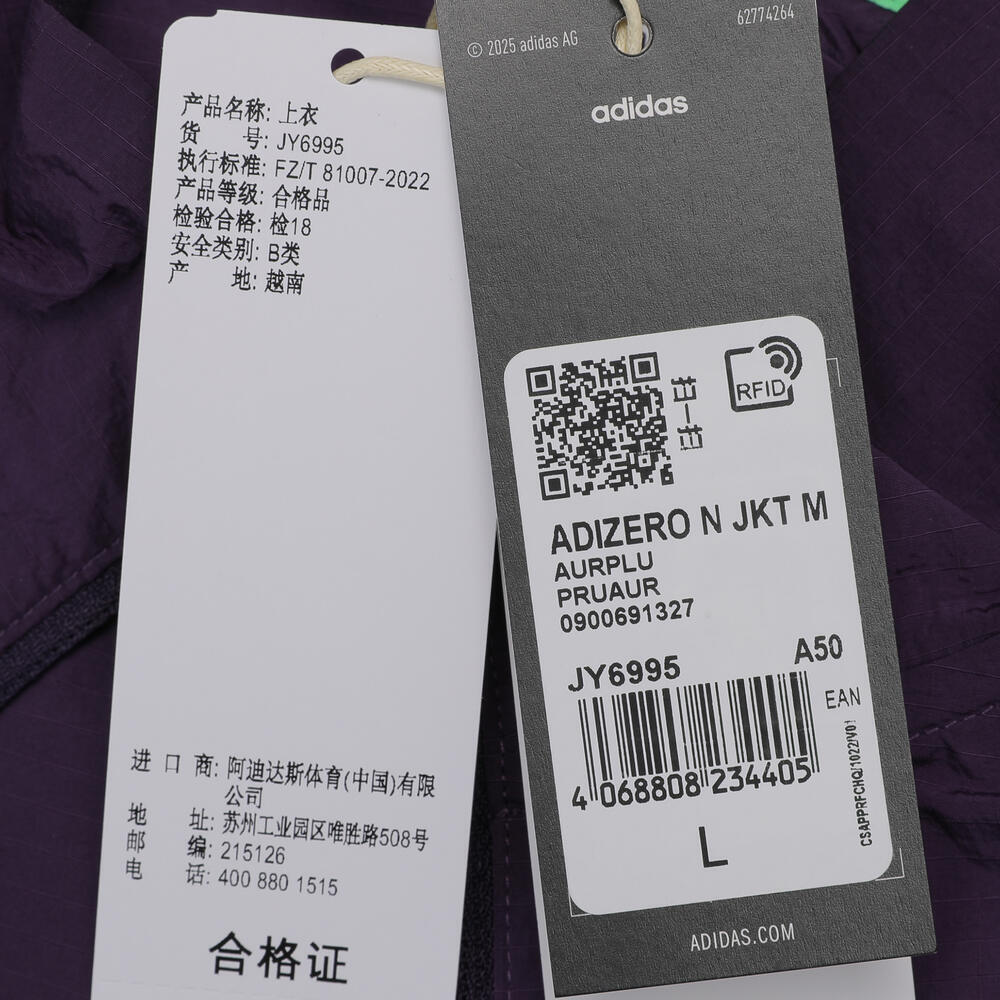 产品名称: 上衣
货 号: JY6995
执行标准: FZ/T 81007-2022
产品等级: 合格品
检验合格: 检18
安全类别: B类
产 地: 越南
进 口 商: 阿迪达斯体育(中国)有限
公司
地 址: 苏州工业园区唯胜路508号
邮 编: 215126
电 话: 400 880 1515
合格证
© 2025 adidas AG
62774264
adidas
RFID
ADIZERO N JKT M
AURPLU
PRUAUR
0900691327
JY6995
A50
EAN
4 068808 234405
CSAPPRFCHQ/1022/V01
L
ADIDAS.COM